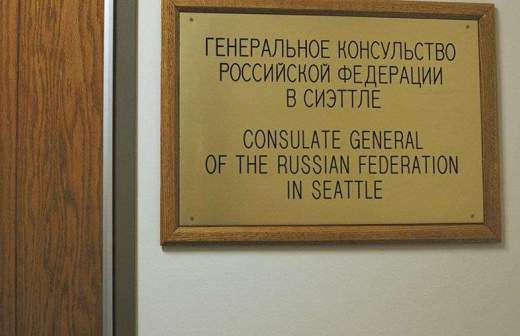 ГЕНЕРАЛЬНОЕ КОНСУЛЬСТВО
РОССИЙСКОЙ ФЕДЕРАЦИИ
В СИЭТТЛЕ
CONSULATE GENERAL
OF THE RUSSIAN FEDERATION
IN SEATTLE